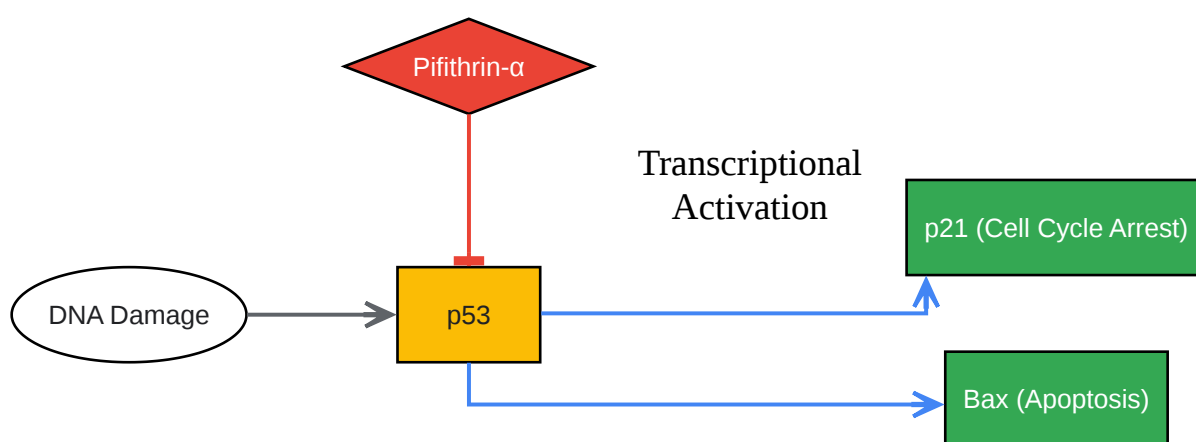 Pifithrin-α
Transcriptional
Activation
p21 (Cell Cycle Arrest)
DNA Damage
p53
Bax (Apoptosis)